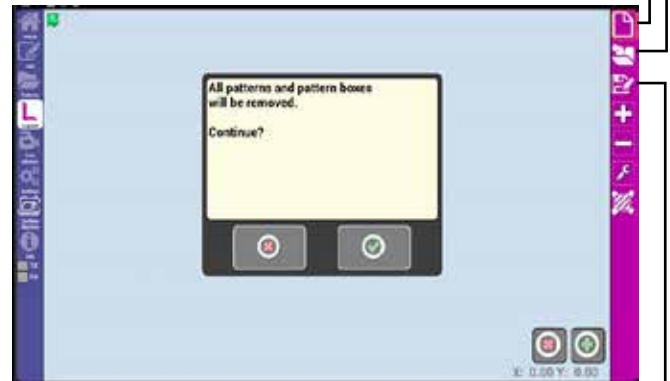 All patterns and pattern boxes
will be removed.
Continue?
L
X: 0.00 Y: 0.00